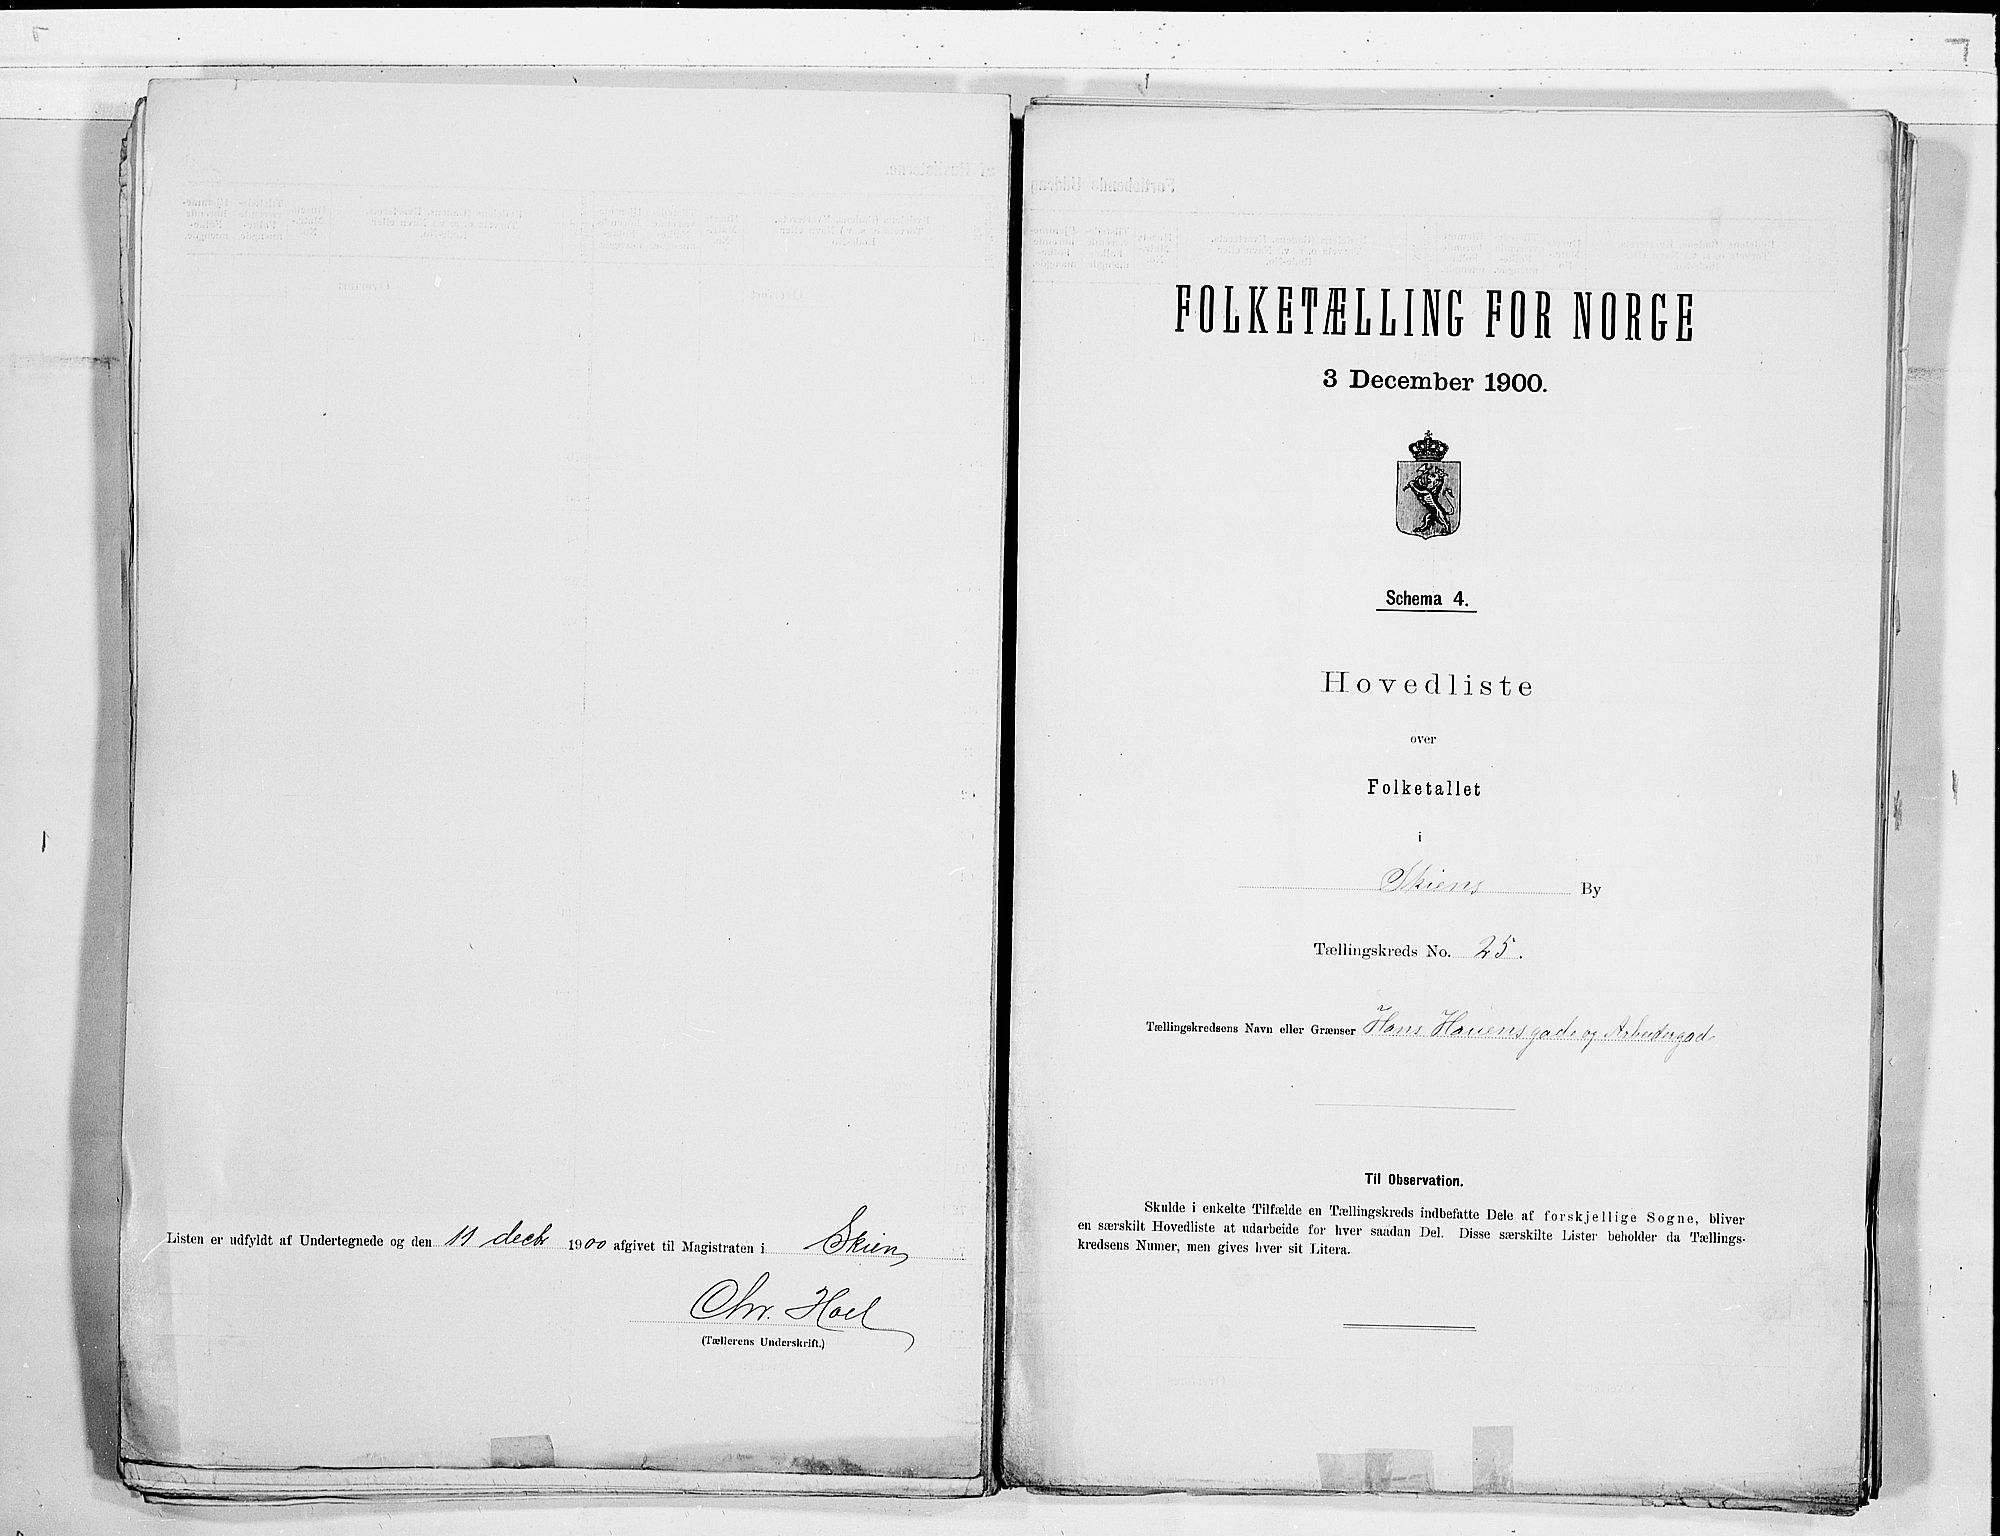 Listen er udfyldt af Undertegnede og den 11 decbr 1900 afgivet til Magistraten i Skien
Chr. Hoel
(Tællerens Underskrift.)
FOLKETÆLLING FOR NORGE
3 December 1900.
Schema 4.
Hovedliste
over
Folketallet
i
Skiens By
Tællingskreds No. 25.
Tællingskredsens Navn eller Grænser Hans Houensgade og Arbeidergade
Til Observation.
Skulde i enkelte Tilfælde en Tællingskreds indbefatte Dele af forskjellige Sogne, bliver
en særskilt Hovedliste at udarbeide for hver saadan Del. Disse særskilte Lister beholder da Tællings-
kredsens Numer, men gives hver sit Litera.